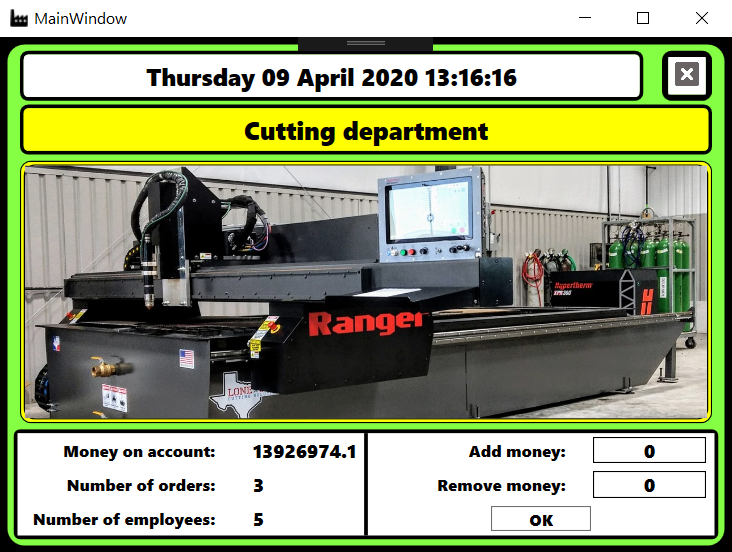 MainWindow
Thursday 09 April 2020 13:16:16
Cutting department
Hypertherm
XPR300
Ranger
LONE
Money on account: 13926974.1
Add money: 0
Number of orders: 3
Remove money: 0
Number of employees: 5
OK